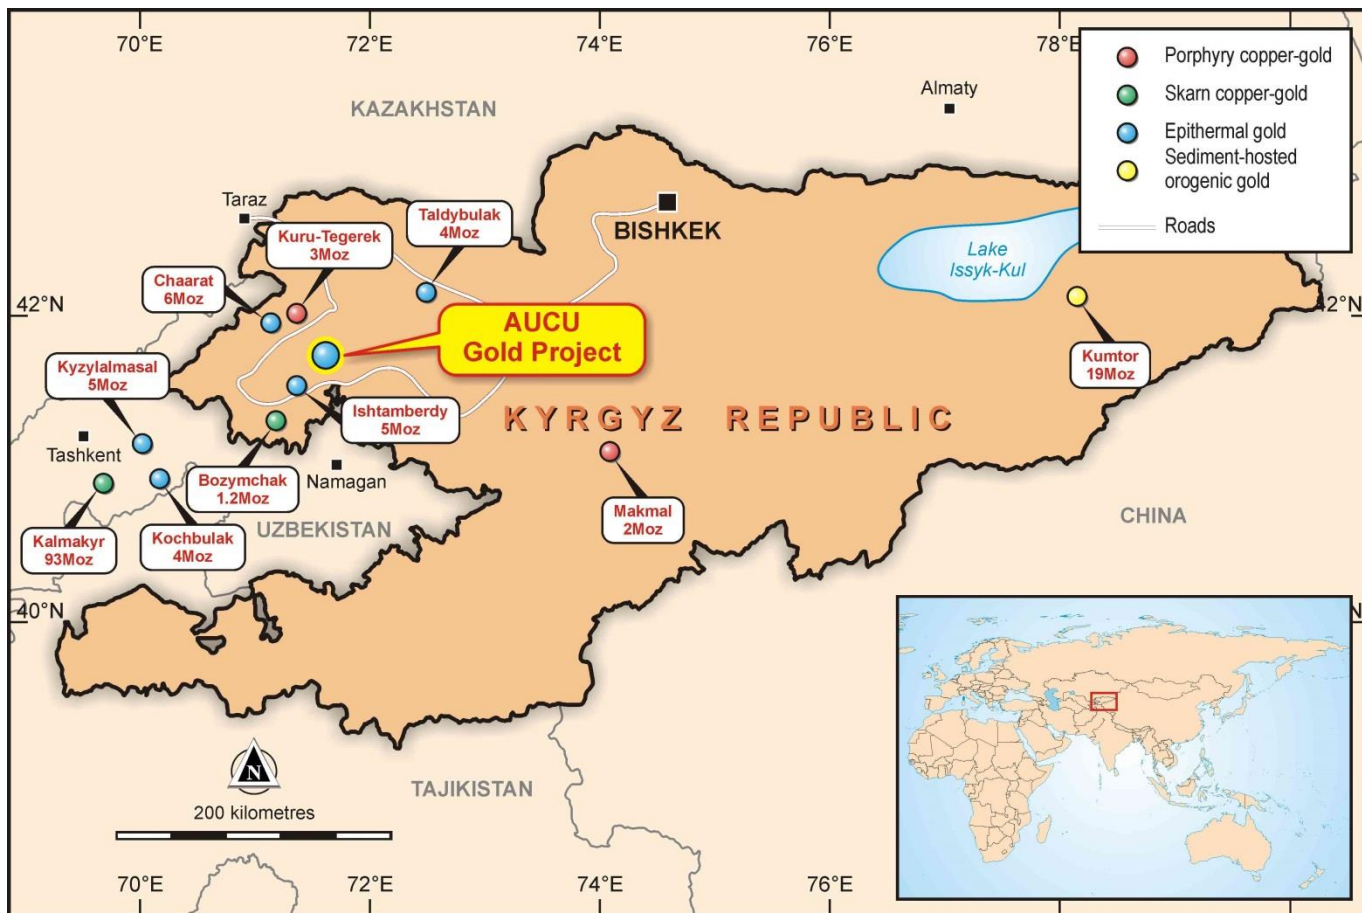 70°E
72°E
74°E
76°E
78°E
Porphyry copper-gold
Skarn copper-gold
Epithermal gold
Sediment-hosted
orogenic gold
Roads
KAZAKHSTAN
Almaty
Taraz
BISHKEK
Taldybulak
4Moz
Kuru-Tegerek
3Moz
Chaarat
6Moz
Lake
Issyk-Kul
42°N
42°N
AUCU
Gold Project
Kumtor
19Moz
Kyzylalmasal
5Moz
Ishtamberdy
5Moz
KYRGYZ REPUBLIC
Tashkent
Namagan
Bozymchak
1.2Moz
Makmal
2Moz
CHINA
UZBEKISTAN
Kalmakyr
93Moz
Kochbulak
4Moz
40°N
N
TAJIKISTAN
200 kilometres
70°E
72°E
74°E
76°E